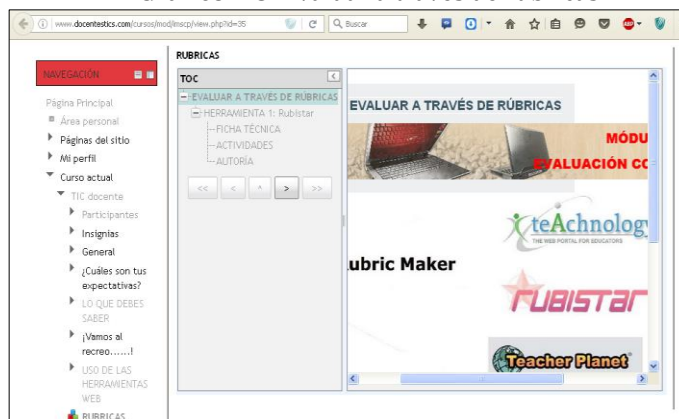 www.docentestics.com/cursos/mod/imscp/view.php?id=35
Buscar
RUBRICAS
NAVEGACIÓN
Página Principal
Área personal
Páginas del sitio
Mi perfil
Curso actual
TIC docente
Participantes
Insignias
General
¿Cuáles son tus
expectativas?
LO QUE DEBES
SABER
¡Vamos al
recreo......!
USO DE LAS
HERRAMIENTAS
WEB
RUBRICAS
TOC
EVALUAR A TRAVÉS DE RÚBRICAS
HERRAMIENTA 1: Rubistar
FICHA TÉCNICA
ACTIVIDADES
AUTORÍA
<< < ^ > >>
EVALUAR A TRAVÉS DE RÚBRICAS
MÓDU
EVALUACIÓN CO
teAchnology
THE WEB PORTAL FOR EDUCATORS
ubric Maker
RUBISTAR
Teacher Planet